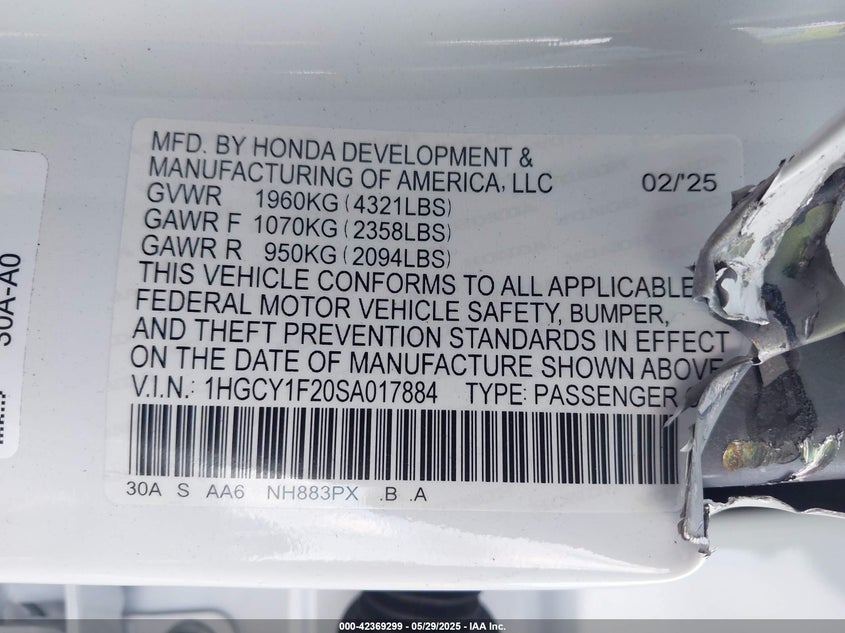 MFD. BY HONDA DEVELOPMENT &
MANUFACTURING OF AMERICA, LLC 02/'25
GVWR 1960KG (4321LBS)
GAWR F 1070KG (2358LBS)
GAWR R 950KG (2094LBS)
THIS VEHICLE CONFORMS TO ALL APPLICABLE
FEDERAL MOTOR VEHICLE SAFETY, BUMPER,
AND THEFT PREVENTION STANDARDS IN EFFECT
ON THE DATE OF MANUFACTURE SHOWN ABOVE
V.I.N.: 1HGCY1F20SA017884 TYPE: PASSENGER
30A S AA6 NH883PX .B .A
30A-A0
000-42369299 - 05/29/2025 - IAA Inc.